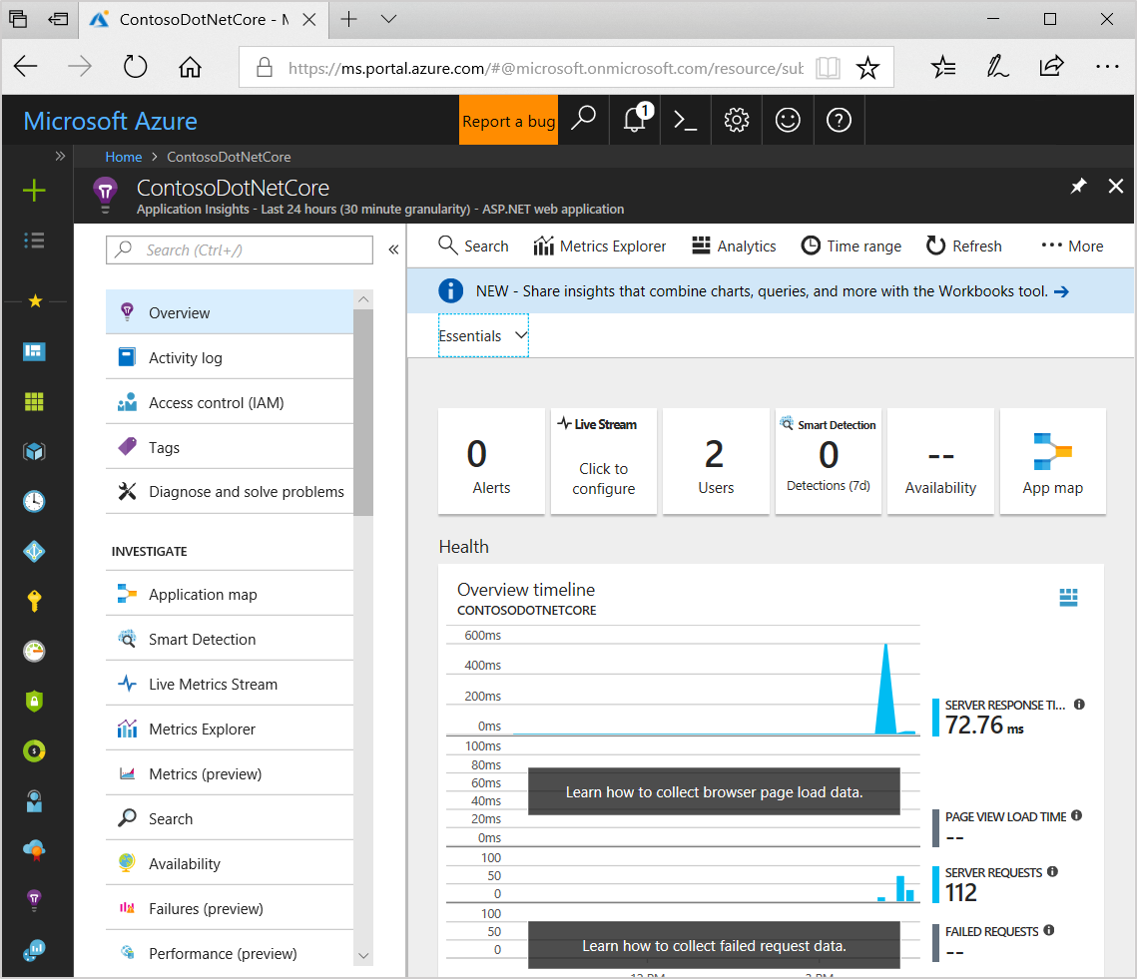 ContosoDotNetCore - M
https://ms.portal.azure.com/#@microsoft.onmicrosoft.com/resource/sub
Microsoft Azure
Report a bug
1
Home > ContosoDotNetCore
ContosoDotNetCore
Application Insights - Last 24 hours (30 minute granularity) - ASP.NET web application
Search (Ctrl+/)
Overview
Activity log
Access control (IAM)
Tags
Diagnose and solve problems
INVESTIGATE
Application map
Smart Detection
Live Metrics Stream
Metrics Explorer
Metrics (preview)
Search
Availability
Failures (preview)
Performance (preview)
Search
Metrics Explorer
Analytics
Time range
Refresh
More
NEW - Share insights that combine charts, queries, and more with the Workbooks tool.
Essentials
0
Alerts
Live Stream
Click to
configure
2
Users
Smart Detection
0
Detections (7d)
--
Availability
App map
Health
Overview timeline
CONTOSODOTNETCORE
600ms
400ms
200ms
0ms
SERVER RESPONSE TI...
72.76 ms
100ms
80ms
60ms
40ms
20ms
0ms
Learn how to collect browser page load data.
PAGE VIEW LOAD TIME
--
100
50
0
SERVER REQUESTS
112
100
50
0
Learn how to collect failed request data.
FAILED REQUESTS
--